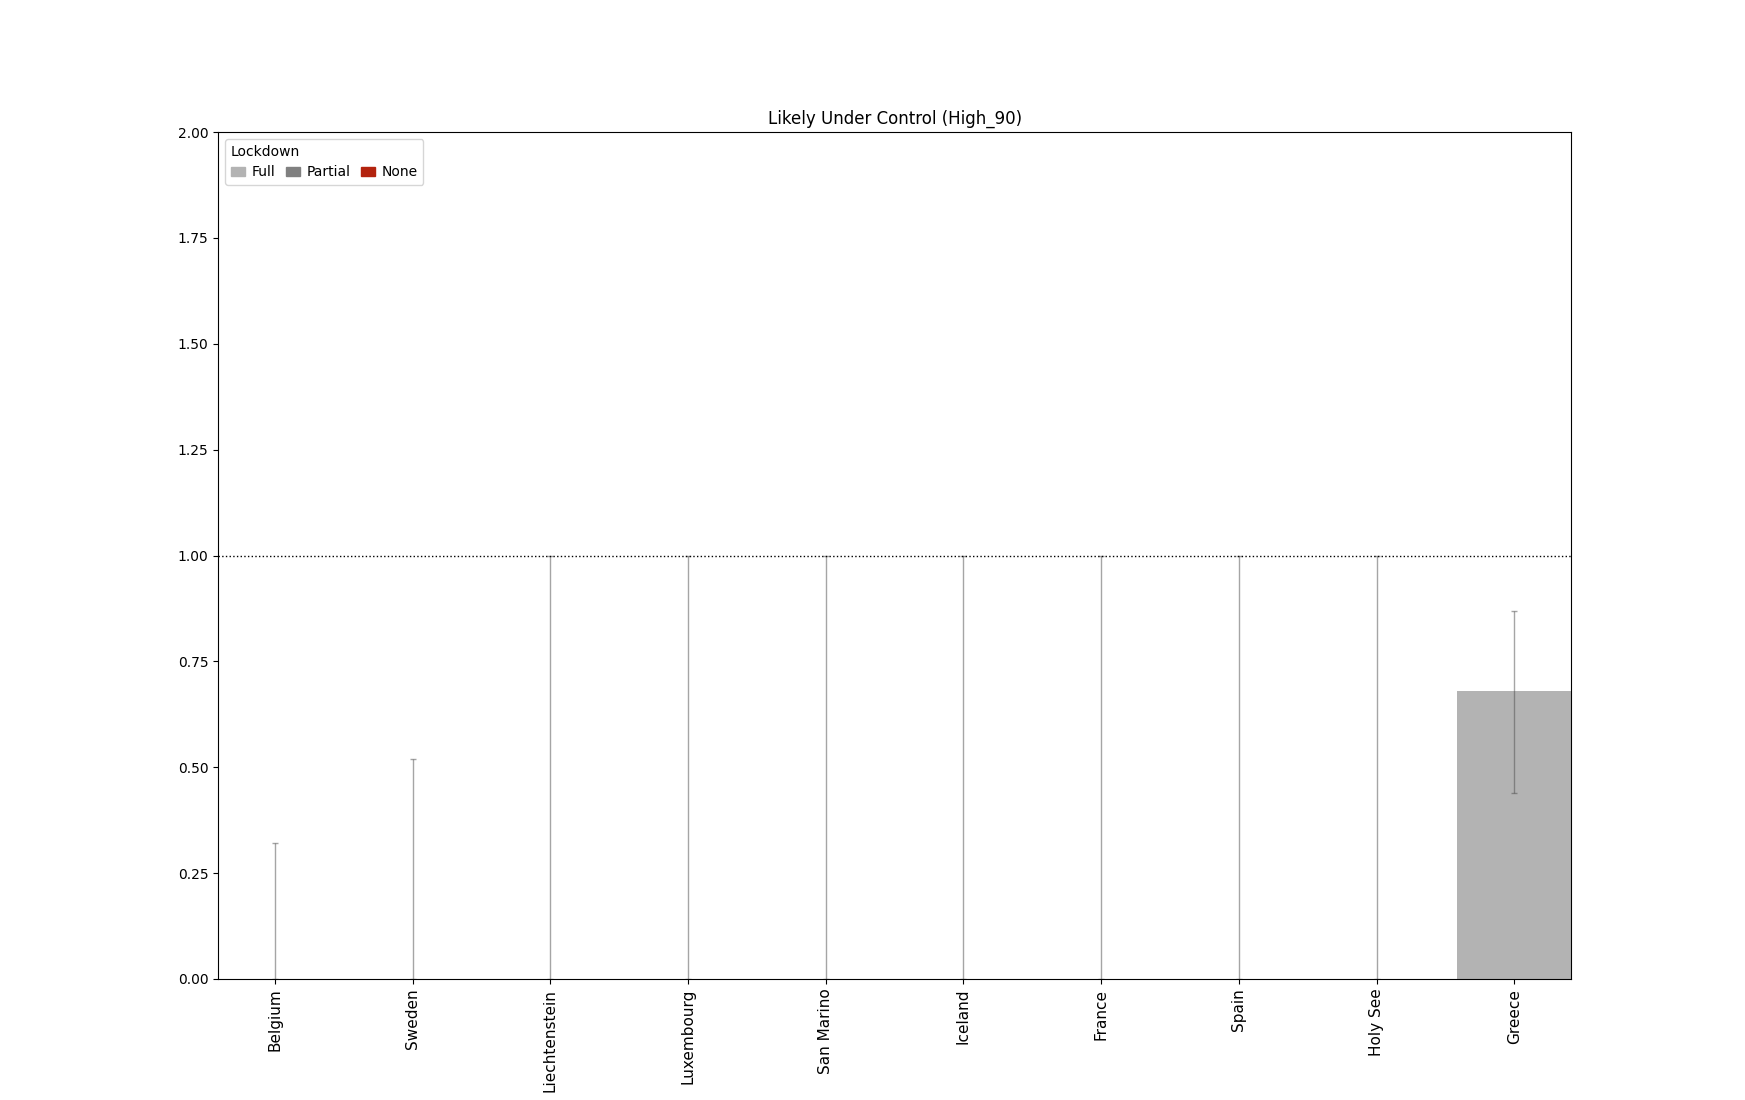 Likely Under Control (High_90)
Lockdown
Full Partial None
2.00
1.75
1.50
1.25
1.00
0.75
0.50
0.25
0.00
Belgium
Sweden
Liechtenstein
Luxembourg
San Marino
Iceland
France
Spain
Holy See
Greece